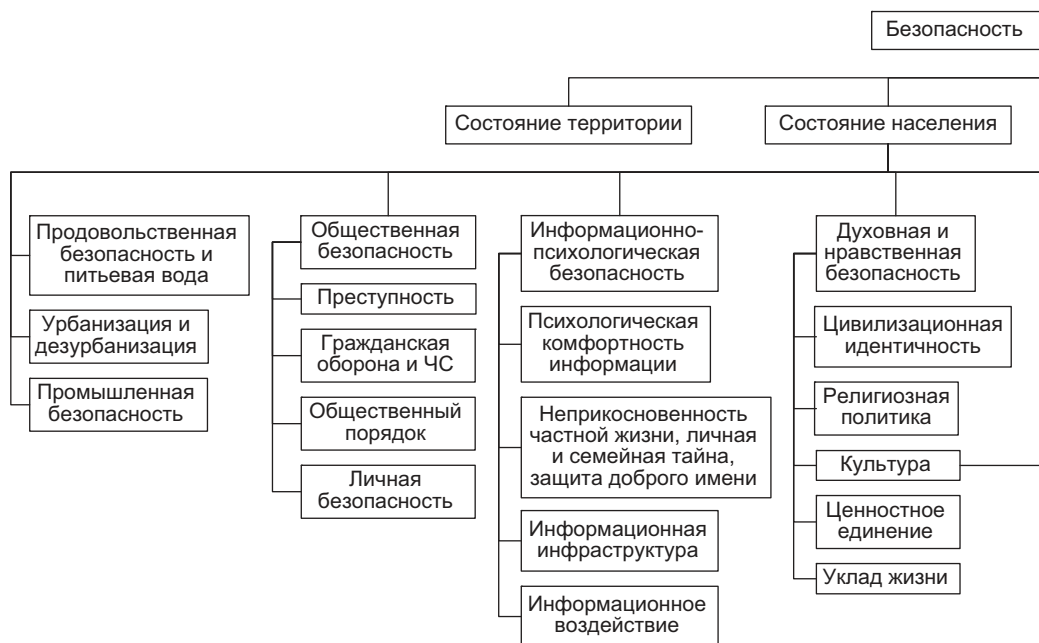 Безопасность
Состояние территории
Состояние населения
Продовольственная
безопасность и
питьевая вода
Урбанизация и
дезурбанизация
Промышленная
безопасность
Общественная
безопасность
Преступность
Гражданская
оборона и ЧС
Общественный
порядок
Личная
безопасность
Информационно-
психологическая
безопасность
Психологическая
комфортность
информации
Неприкосновенность
частной жизни, личная
и семейная тайна,
защита доброго имени
Информационная
инфраструктура
Информационное
воздействие
Духовная и
нравственная
безопасность
Цивилизационная
идентичность
Религиозная
политика
Культура
Ценностное
единение
Уклад жизни